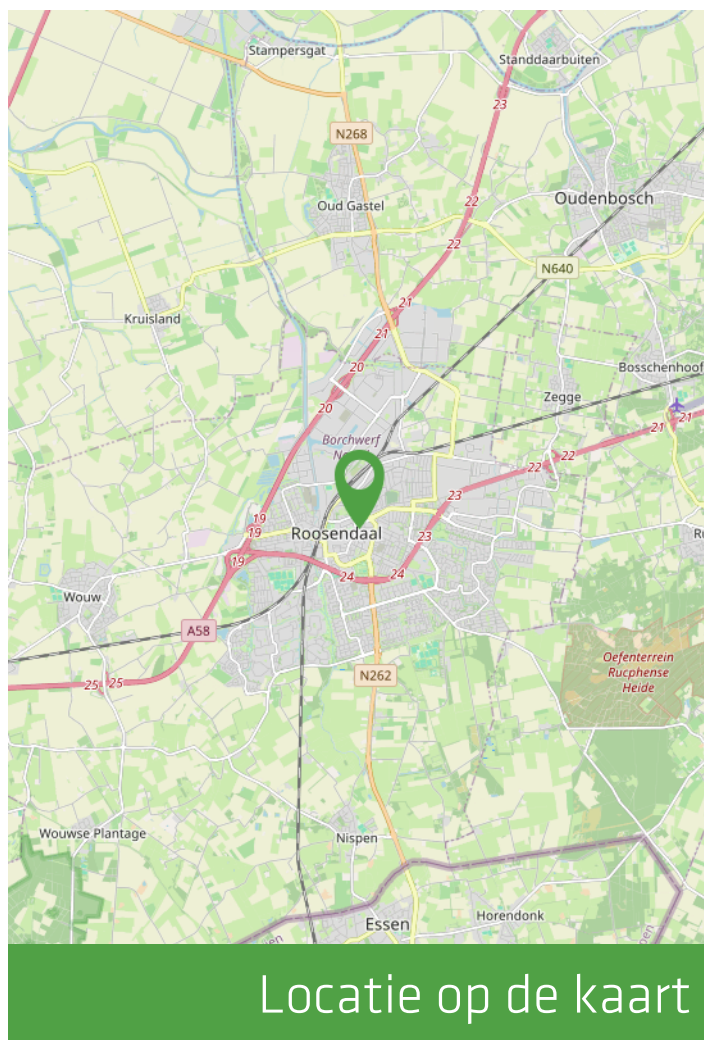 Stampersgat
Standdaarbuiten
23
N268
Oud Gastel
22
Oudenbosch
22
N640
21
Kruisland
21
20
Bosschenhoof
Zegge
20
21
21
Borchwerf
22
22
23
19
19
Roosendaal
23
19
24
24
Wouw
A58
Oefenterrein
Rucphense
Heide
N262
25
25
Wouwse Plantage
Nispen
Horendonk
Essen
Locatie op de kaart